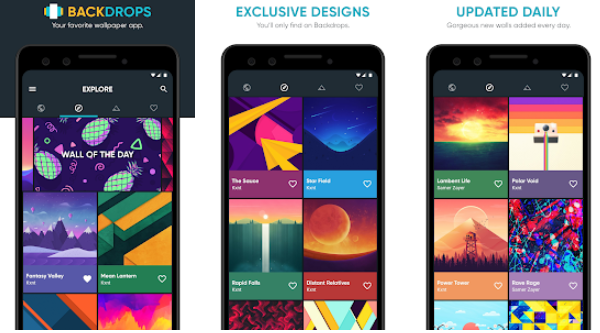 BACKDROPS
Your favorite wallpaper app.
EXPLORE
WALL OF THE DAY
Fantasy Valley
Kxnt
Mean Lantern
Kxnt
EXCLUSIVE DESIGNS
You'll only find on Backdrops.
The Sauce
Kxnt
Star Field
Kxnt
Rapid Falls
Kxnt
Distant Relatives
Kxnt
UPDATED DAILY
Gorgeous new walls added every day.
Lambent Life
Samer Zayer
Polar Void
Kxnt
Power Tower
Kxnt
Rave Rage
Samer Zayer